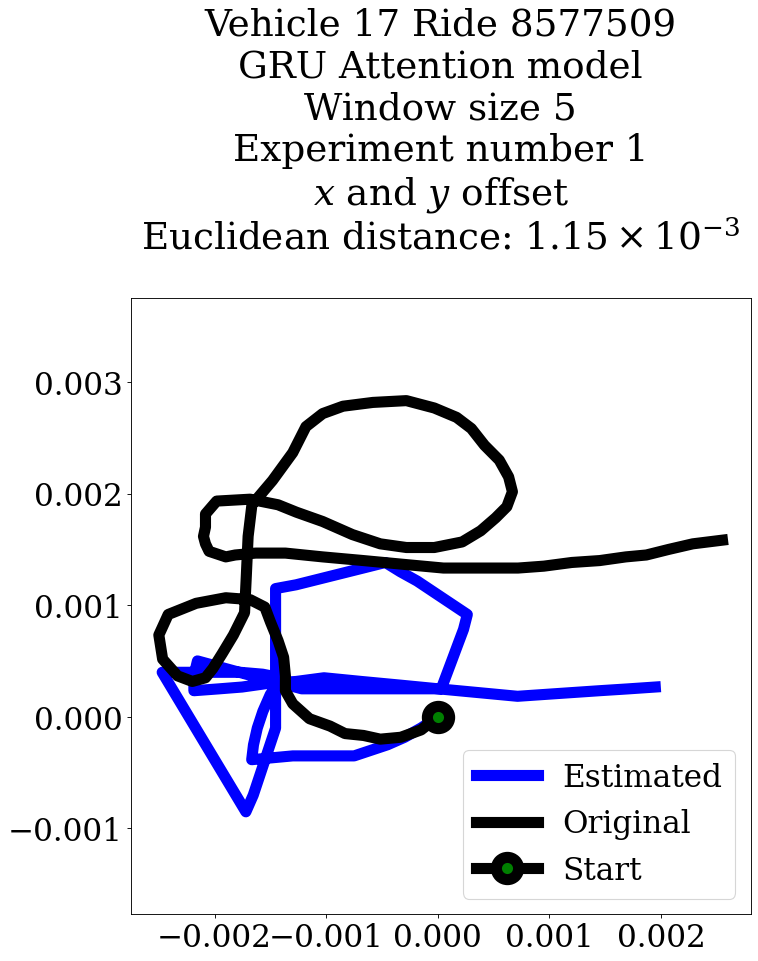 Vehicle 17 Ride 8577509
GRU Attention model
Window size 5
Experiment number 1
x and y offset
Euclidean distance: 1.15 × 10⁻³
0.003
0.002
0.001
0.000
−0.001
Estimated
Original
Start
−0.002 −0.001 0.000 0.001 0.002